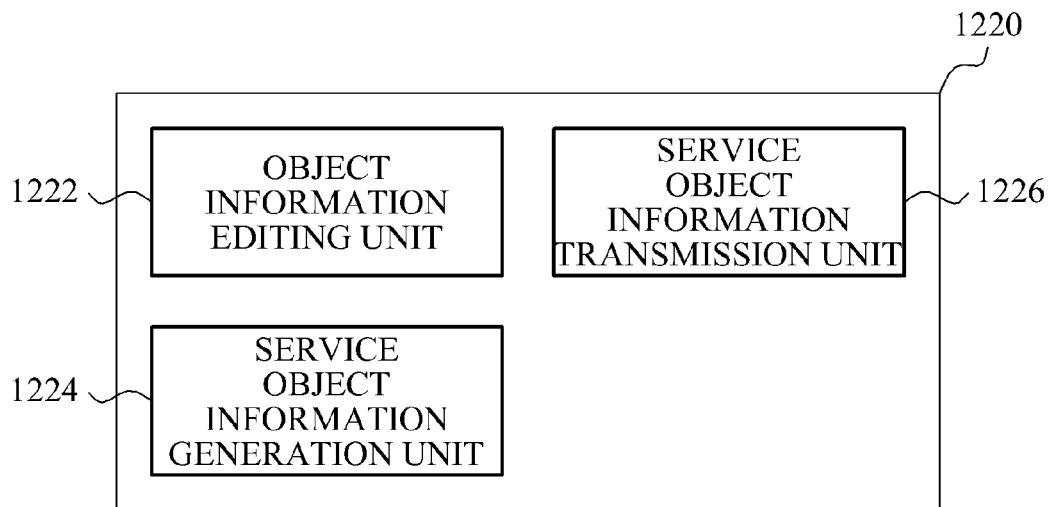 1220
OBJECT
INFORMATION
EDITING UNIT
1222
SERVICE
OBJECT
INFORMATION
TRANSMISSION UNIT
1226
SERVICE
OBJECT
INFORMATION
GENERATION UNIT
1224